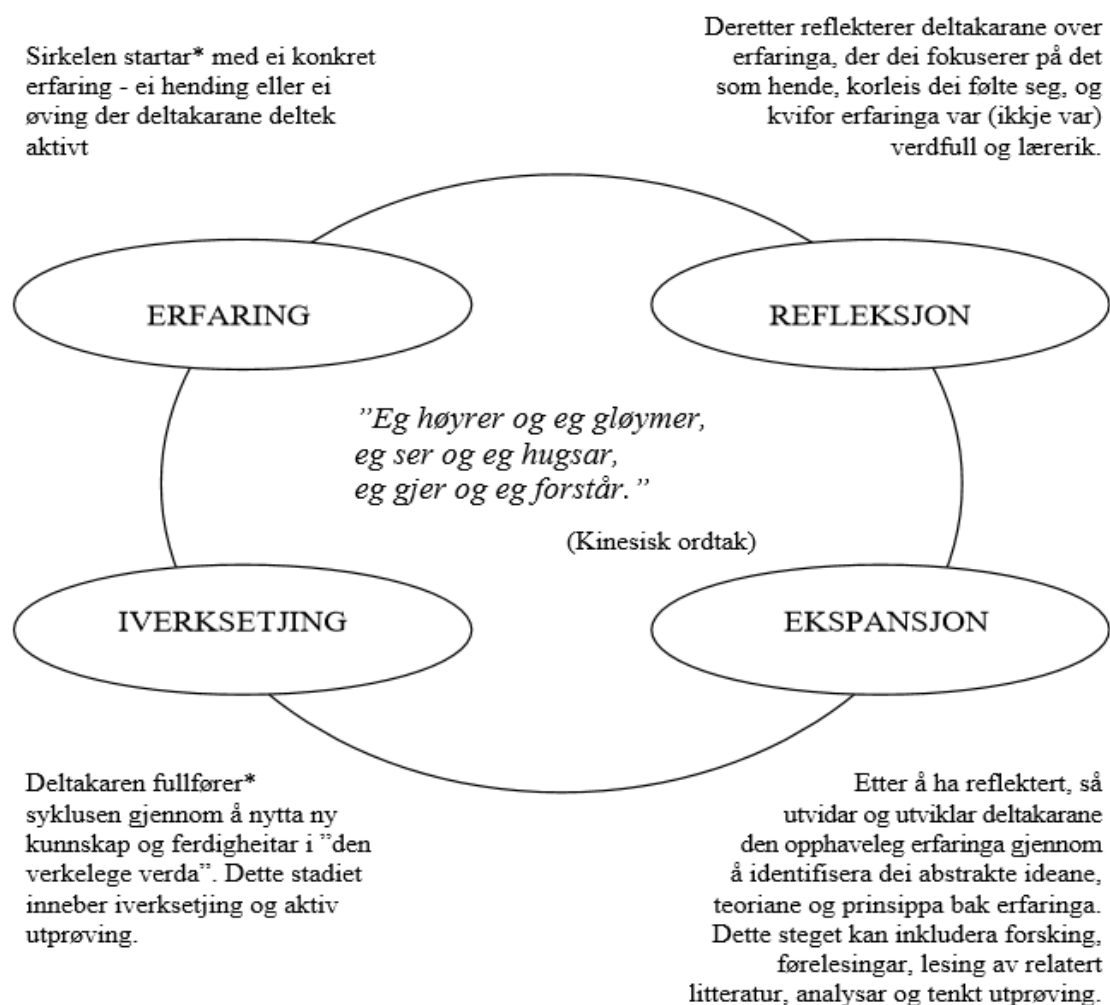 Sirkelen startar* med ei konkret
erfaring - ei hending eller ei
øving der deltakarane deltek
aktivt
Deretter reflekterer deltakarane over
erfaringa, der dei fokuserer på det
som hende, korleis dei følte seg, og
kvifor erfaringa var (ikkje var)
verdfull og lærerik.
ERFARING
REFLEKSJON
”Eg høyrer og eg gløymer,
eg ser og eg hugsar,
eg gjer og eg forstår.”
(Kinesisk ordtak)
IVERKSETJING
EKSPANSJON
Deltakaren fullfører*
syklusen gjennom å nytta ny
kunnskap og ferdigheitar i ”den
verkelege verda”. Dette stadiet
inneber iverksetjing og aktiv
utprøving.
Etter å ha reflektert, så
utvidar og utviklar deltakarane
den opphaveleg erfaringa gjennom
å identifisera dei abstrakte ideane,
teoriane og prinsippa bak erfaringa.
Dette steget kan inkludera forsking,
førelesingar, lesing av relatert
litteratur, analysar og tenkt utprøving.